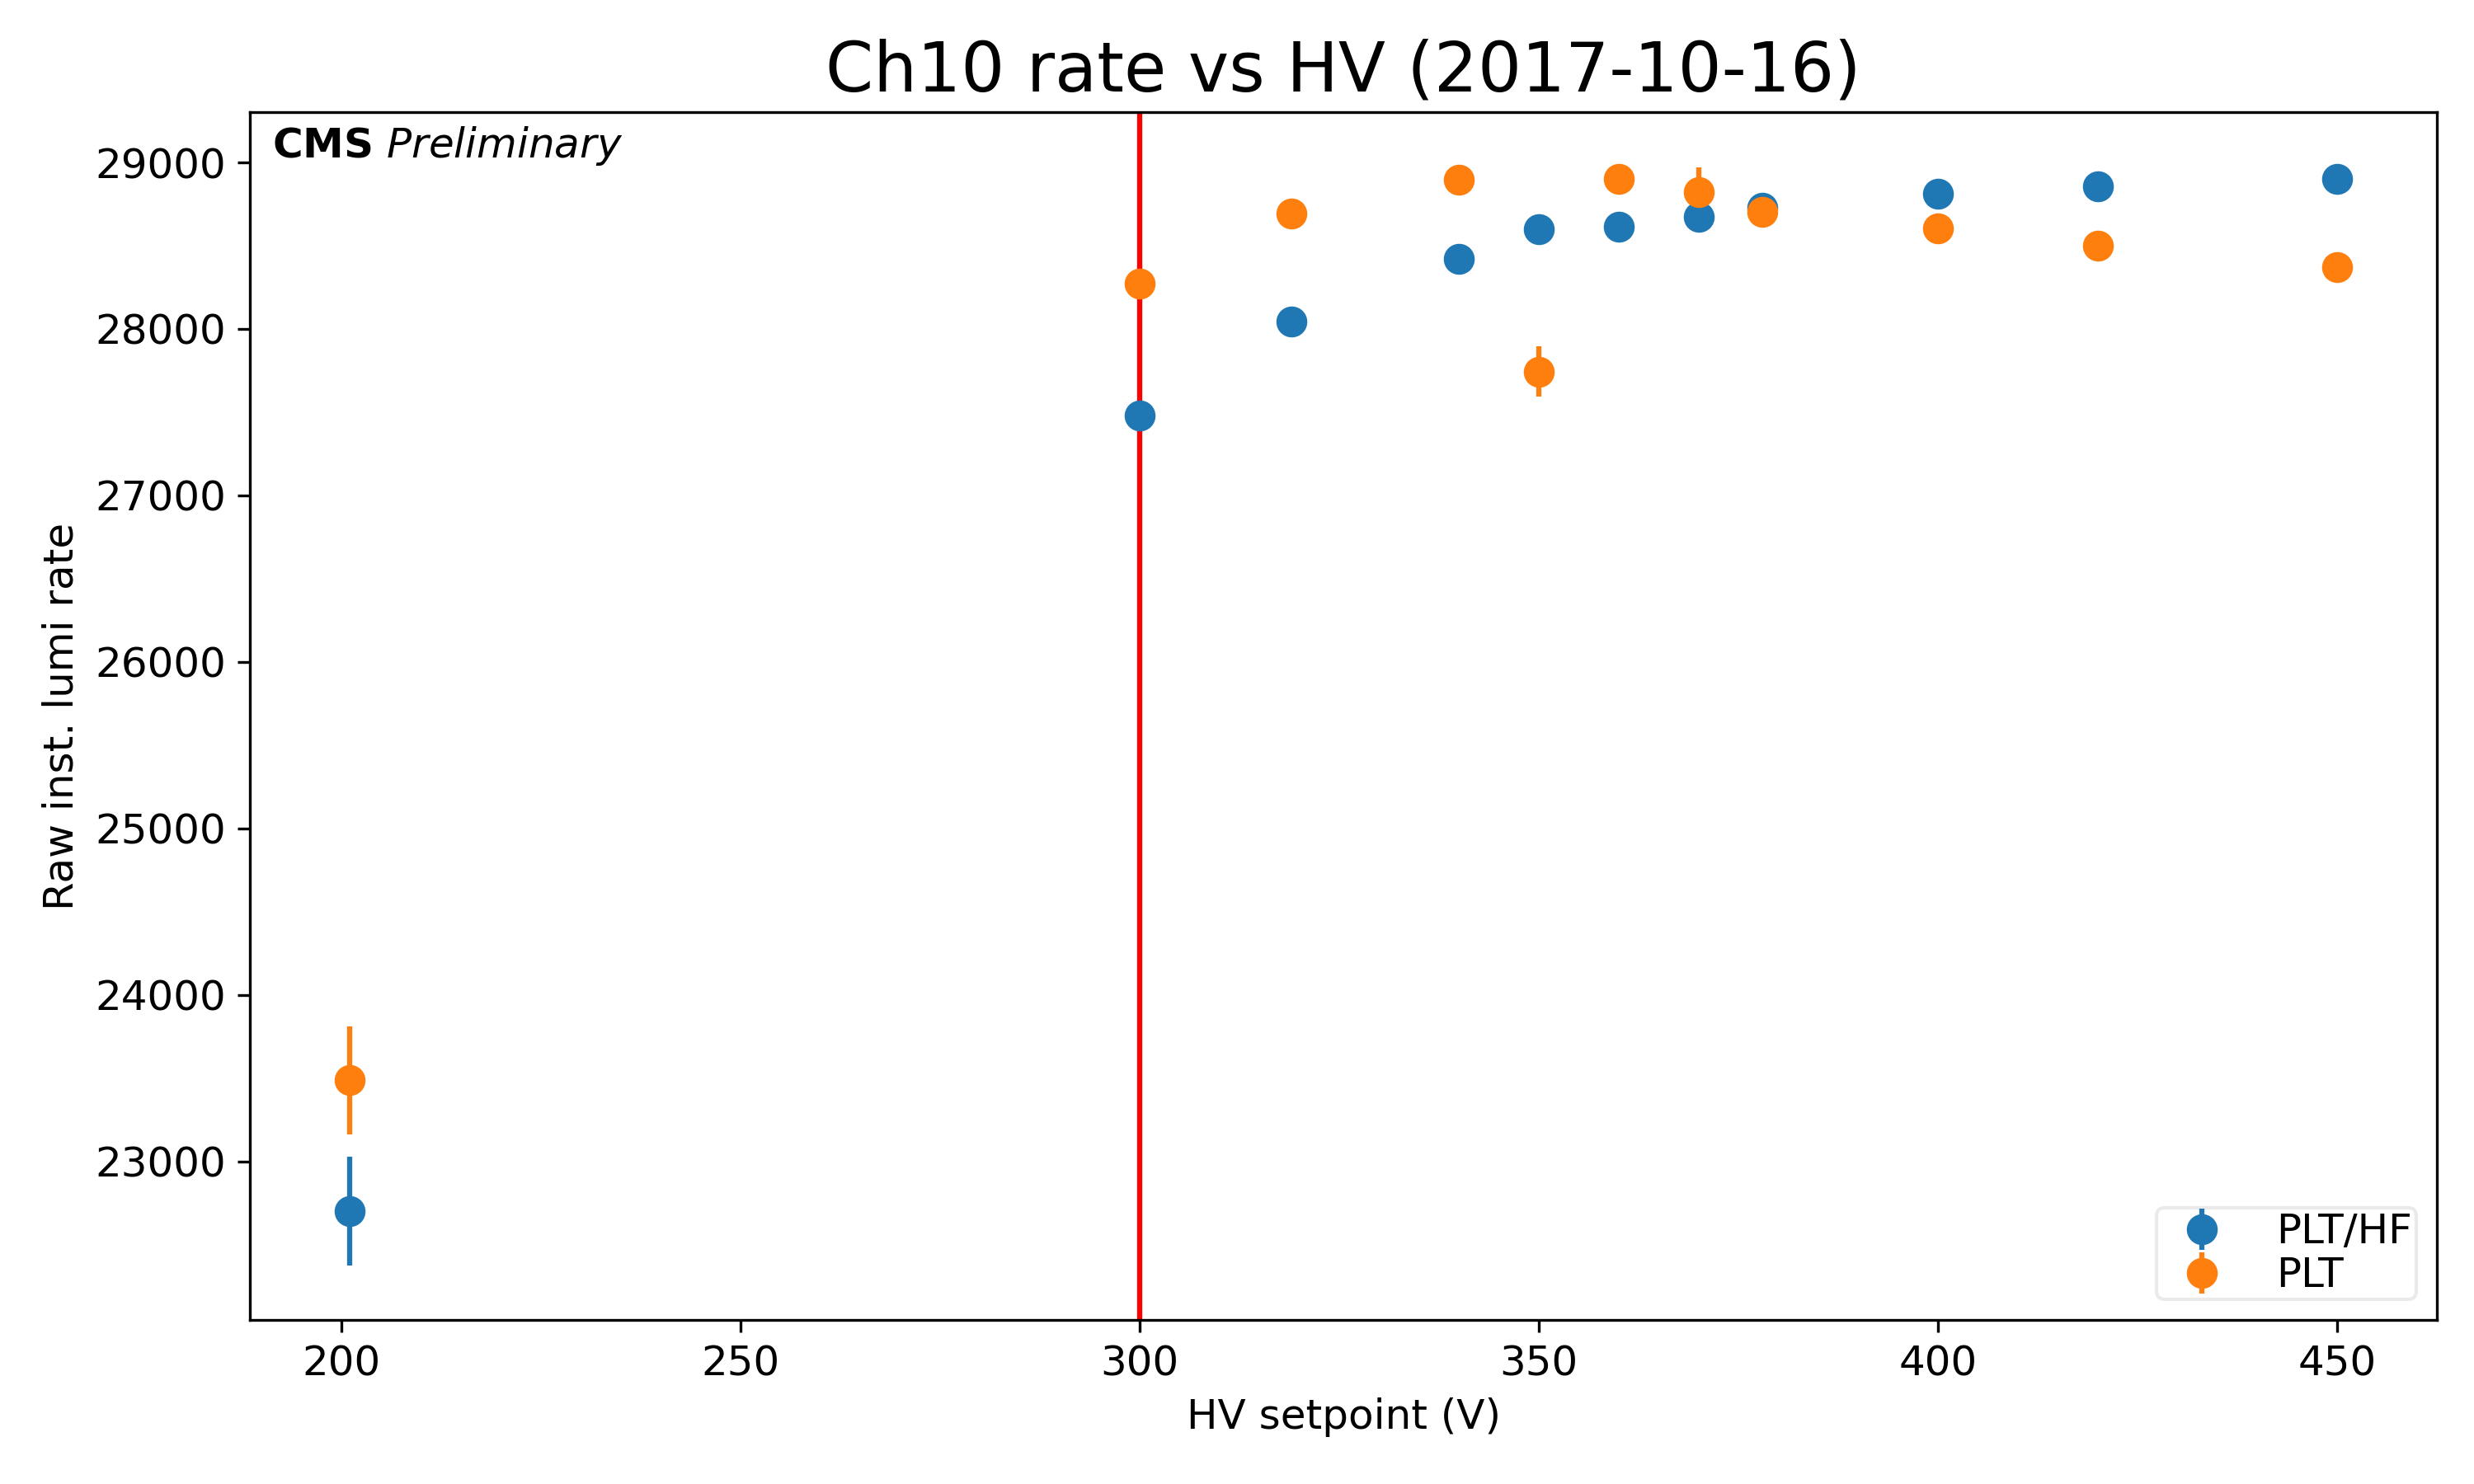 Ch10 rate vs HV (2017-10-16)
CMS Preliminary
29000
28000
27000
26000
25000
24000
23000
Raw inst. lumi rate
PLT/HF
PLT
200 250 300 350 400 450
HV setpoint (V)